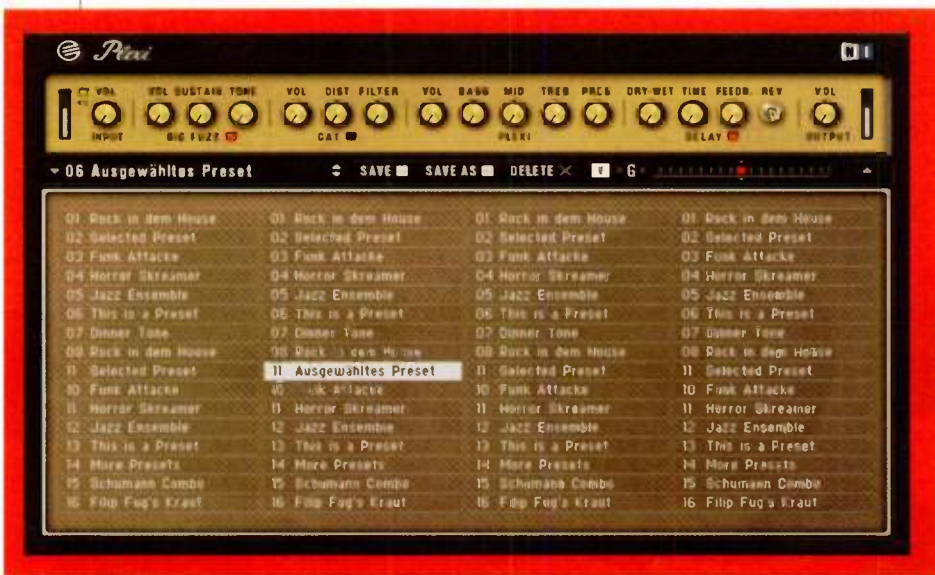 Plexi
N I
VOL VOL SUSTAIN TONE VOL DIST FILTER VOL BASS MID TREB PRES DRY-WET TIME FEEDB. REV VOL
INPUT BIG FUZZ CAT PLEXI DELAY OUTPUT
06 Ausgewähltes Preset SAVE SAVE AS DELETE G
01 Rock in dem House 01 Rock in dem House 01 Rock in dem House 01 Rock in dem House
02 Selected Preset 02 Selected Preset 02 Selected Preset 02 Selected Preset
03 Funk Attacke 03 Funk Attacke 03 Funk Attacke 03 Funk Attacke
04 Horror Skreamer 04 Horror Skreamer 04 Horror Skreamer 04 Horror Skreamer
05 Jazz Ensemble 05 Jazz Ensemble 05 Jazz Ensemble 05 Jazz Ensemble
06 This is a Preset 06 This is a Preset 06 This is a Preset 06 This is a Preset
07 Dinner Tone 07 Dinner Tone 07 Dinner Tone 07 Dinner Tone
08 Rock in dem House 08 Rock in dem House 08 Rock in dem House 08 Rock in dem House
11 Selected Preset 11 Ausgewähltes Preset 11 Selected Preset 11 Selected Preset
10 Funk Attacke 10 Funk Attacke 10 Funk Attacke 10 Funk Attacke
11 Horror Skreamer 11 Horror Skreamer 11 Horror Skreamer 11 Horror Skreamer
12 Jazz Ensemble 12 Jazz Ensemble 12 Jazz Ensemble 12 Jazz Ensemble
13 This is a Preset 13 This is a Preset 13 This is a Preset 13 This is a Preset
14 More Presets 14 More Presets 14 More Presets 14 More Presets
15 Schumann Combo 15 Schumann Combo 15 Schumann Combo 15 Schumann Combo
16 Filip Fug's Kraut 16 Filip Fug's Kraut 16 Filip Fug's Kraut 16 Filip Fug's Kraut